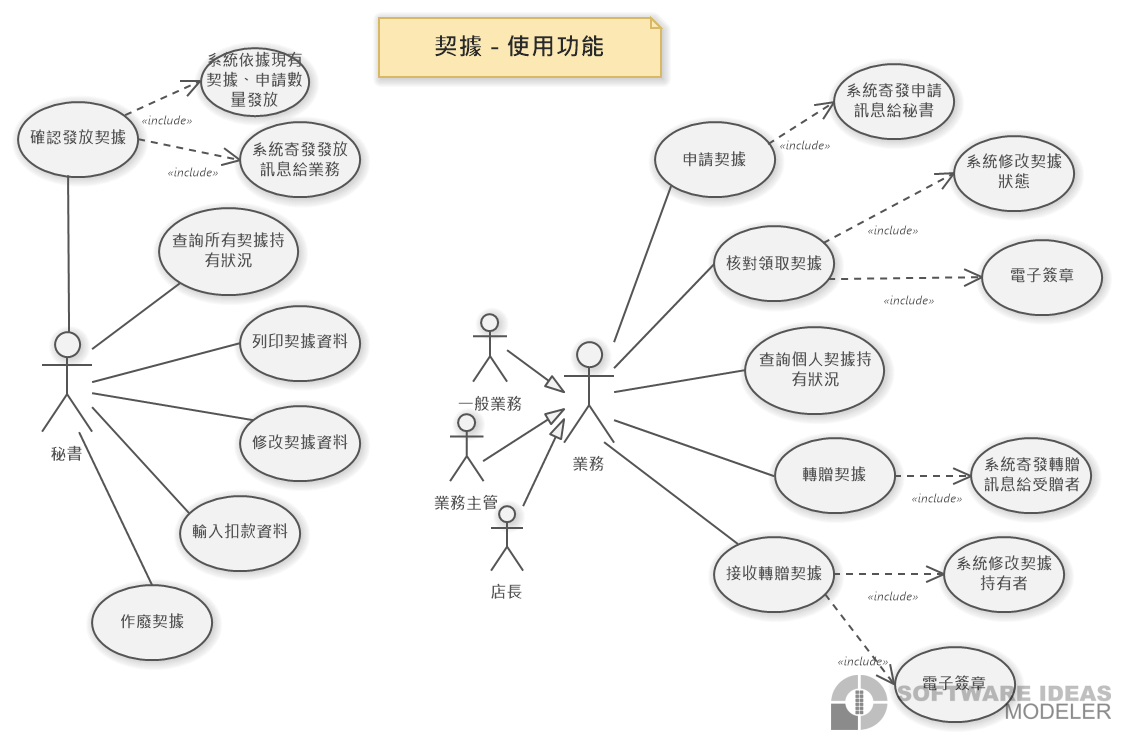 契據 - 使用功能
系統依據現有
契據、申請數
量發放
«include»
確認發放契據
系統寄發發放
訊息給業務
«include»
查詢所有契據持
有狀況
列印契據資料
修改契據資料
輸入扣款資料
作廢契據
秘書
一般業務
業務主管
店長
業務
申請契據
«include»
系統寄發申請
訊息給秘書
核對領取契據
«include»
系統修改契據
狀態
«include»
電子簽章
查詢個人契據持
有狀況
轉贈契據
«include»
系統寄發轉贈
訊息給受贈者
接收轉贈契據
«include»
系統修改契據
持有者
«include»
電子簽章
SOFTWARE IDEAS
MODELER